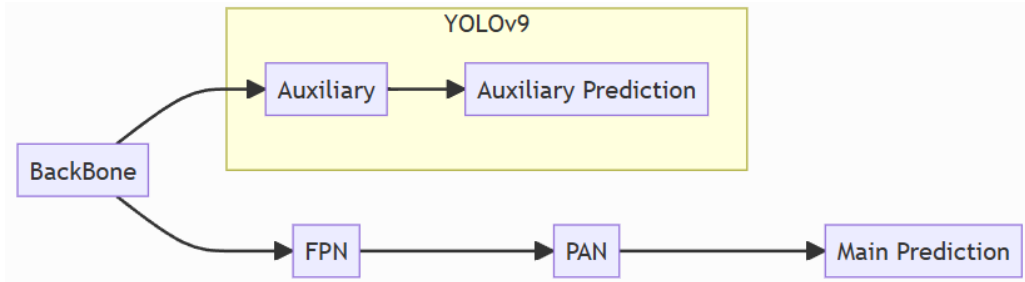 YOLOv9
Auxiliary
Auxiliary Prediction
BackBone
FPN
PAN
Main Prediction